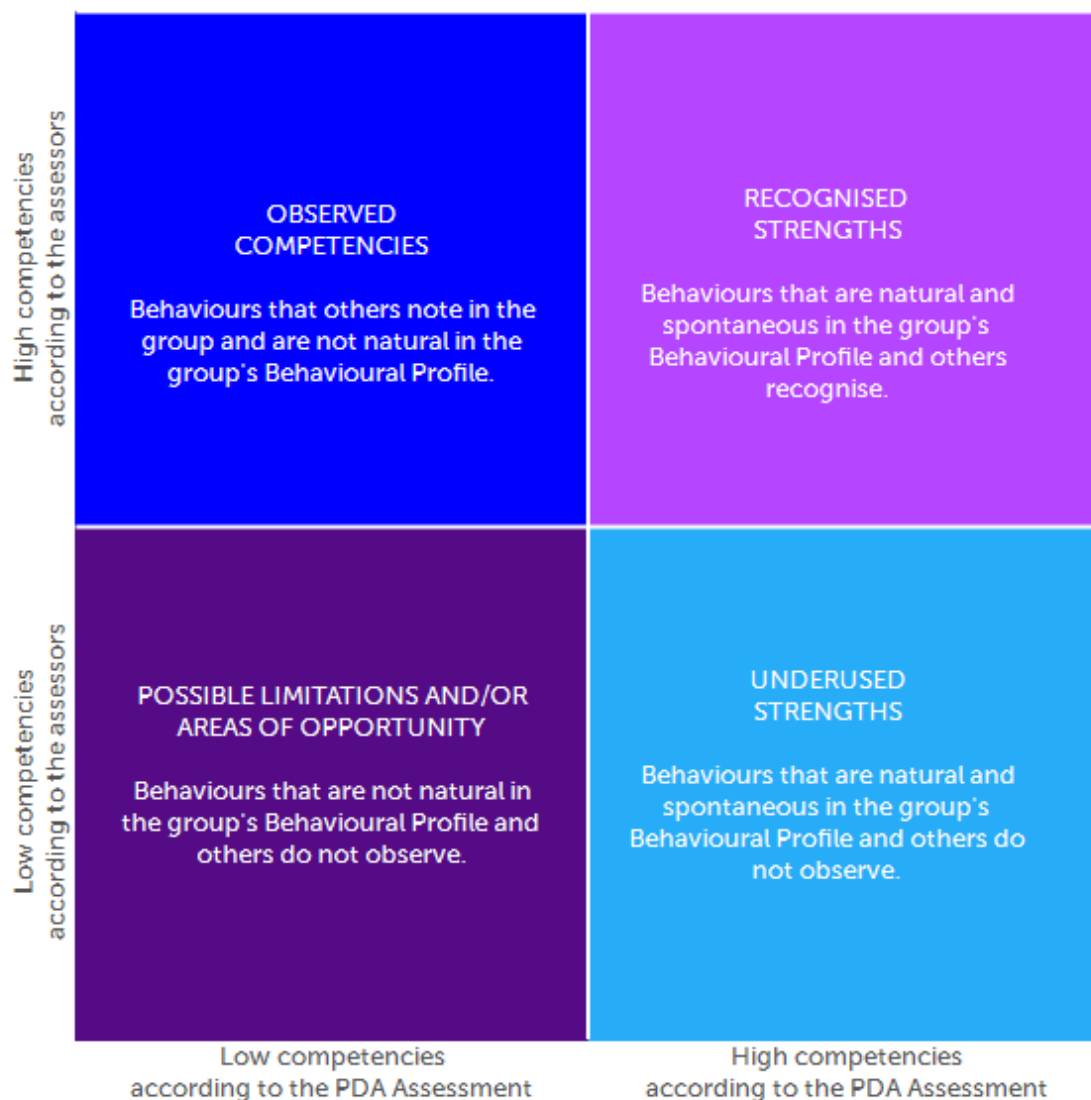 High competencies
according to the assessors
OBSERVED
COMPETENCIES
Behaviours that others note in the
group and are not natural in the
group's Behavioural Profile.
RECOGNISED
STRENGTHS
Behaviours that are natural and
spontaneous in the group's
Behavioural Profile and others
recognise.
Low competencies
according to the assessors
POSSIBLE LIMITATIONS AND/OR
AREAS OF OPPORTUNITY
Behaviours that are not natural in
the group's Behavioural Profile and
others do not observe.
UNDERUSED
STRENGTHS
Behaviours that are natural and
spontaneous in the group's
Behavioural Profile and others do
not observe.
Low competencies
according to the PDA Assessment
High competencies
according to the PDA Assessment